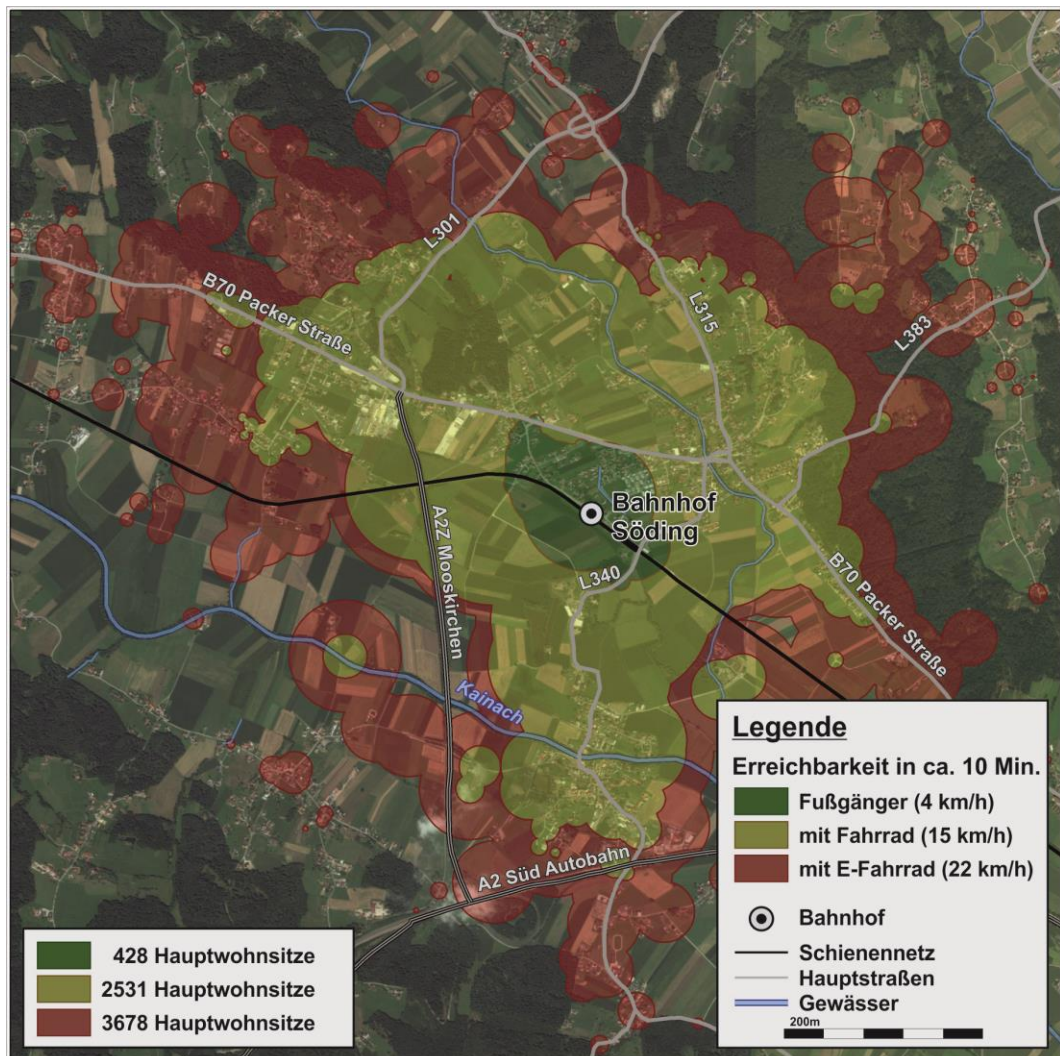 L301
B70 Packer Straße
L315
L383
Bahnhof
Söding
A2Z Mooskirchen
L340
B70 Packer Straße
Kainach
A2 Süd Autobahn
Legende
Erreichbarkeit in ca. 10 Min.
Fußgänger (4 km/h)
mit Fahrrad (15 km/h)
mit E-Fahrrad (22 km/h)
Bahnhof
Schienennetz
Hauptstraßen
Gewässer
200m
428 Hauptwohnsitze
2531 Hauptwohnsitze
3678 Hauptwohnsitze